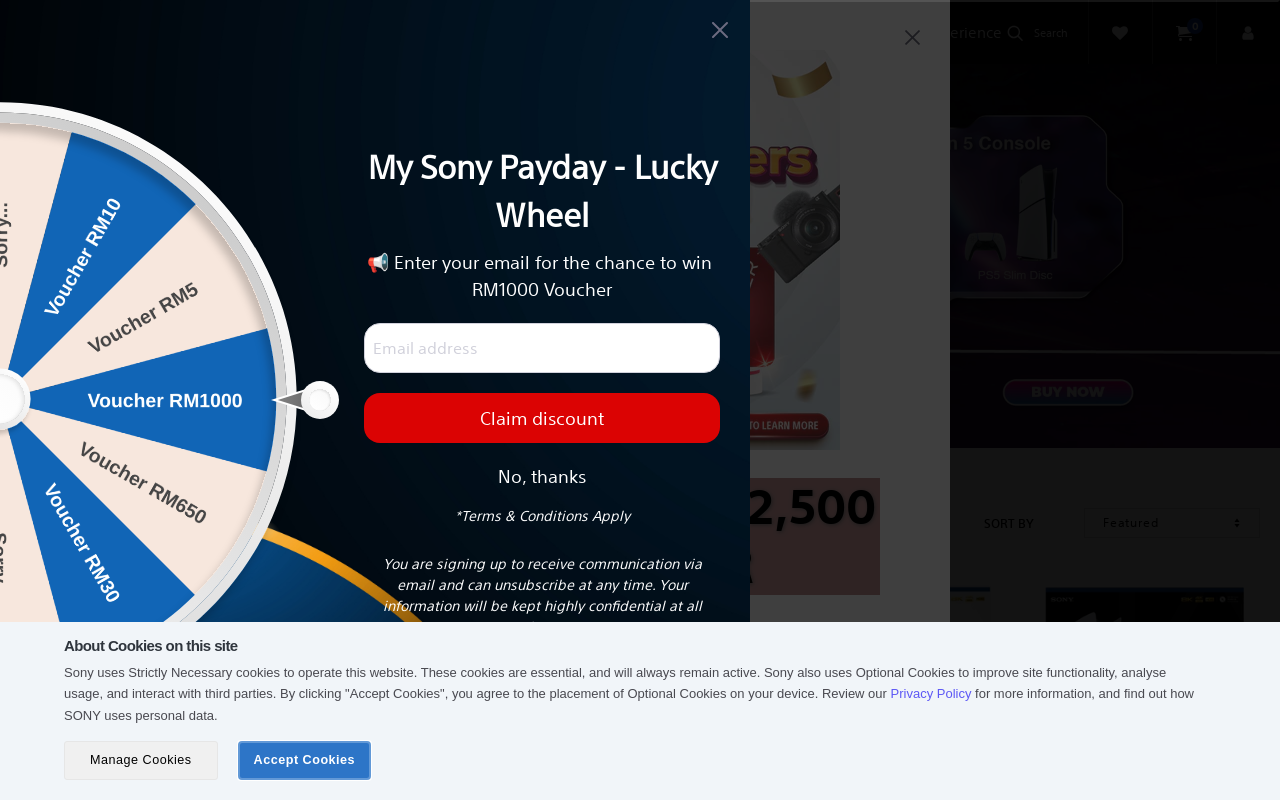 My Sony Payday - Lucky
Wheel
📢 Enter your email for the chance to win
RM1000 Voucher
Email address
Claim discount
No, thanks
*Terms & Conditions Apply
You are signing up to receive communication via
email and can unsubscribe at any time. Your
information will be kept highly confidential at all
Sorry...
Voucher RM10
Voucher RM5
Voucher RM1000
Voucher RM650
Voucher RM30
Sorry
erience
Search
0
ers
n 5 Console
PS5 Slim Disc
BUY NOW
TO LEARN MORE
2,500
SORT BY
Featured
About Cookies on this site
Sony uses Strictly Necessary cookies to operate this website. These cookies are essential, and will always remain active. Sony also uses Optional Cookies to improve site functionality, analyse
usage, and interact with third parties. By clicking "Accept Cookies", you agree to the placement of Optional Cookies on your device. Review our Privacy Policy for more information, and find out how
SONY uses personal data.
Manage Cookies
Accept Cookies